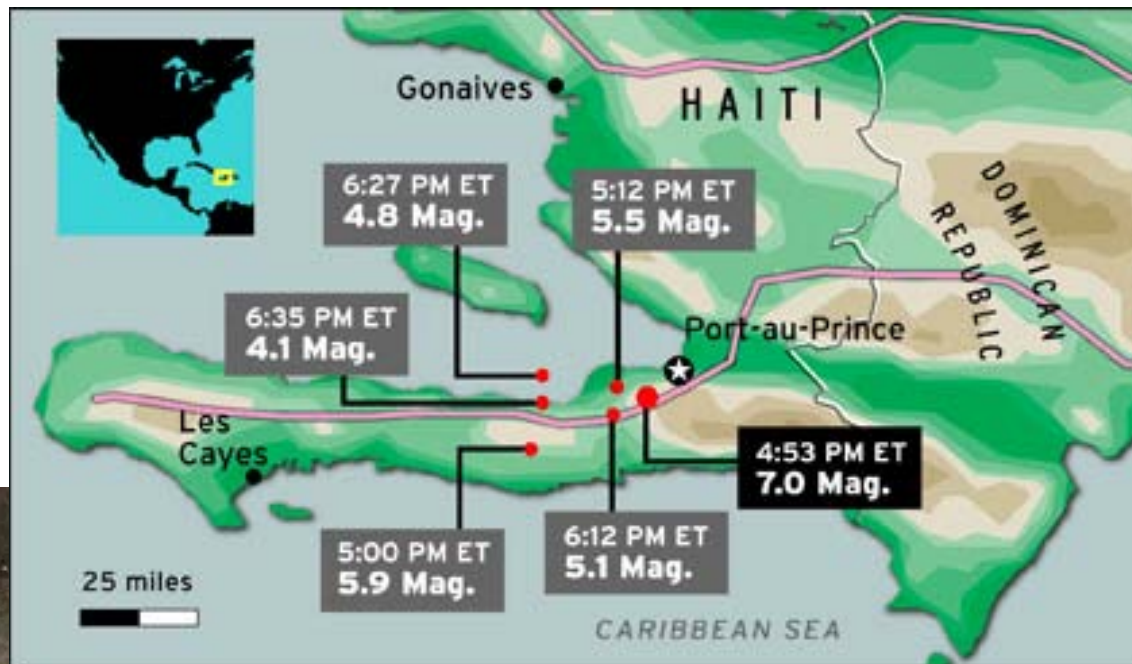 Gonaives
HAITI
6:27 PM ET
4.8 Mag.
5:12 PM ET
5.5 Mag.
DOMINICAN
REPUBLIC
6:35 PM ET
4.1 Mag.
Port-au-Prince
Les
Cayes
4:53 PM ET
7.0 Mag.
5:00 PM ET
5.9 Mag.
6:12 PM ET
5.1 Mag.
25 miles
CARIBBEAN SEA